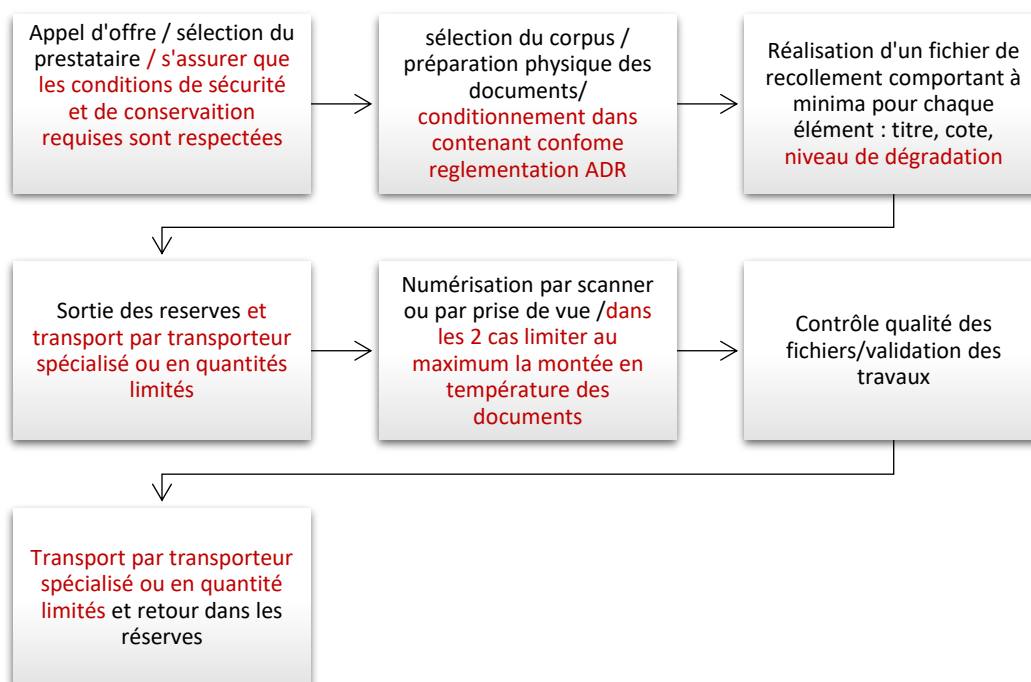 Appel d'offre / sélection du
prestataire / s'assurer que
les conditions de sécurité
et de conservaition
requises sont respectées
sélection du corpus /
préparation physique des
documents/
conditionnement dans
contenant confome
reglementation ADR
Réalisation d'un fichier de
recollement comportant à
minima pour chaque
élément : titre, cote,
niveau de dégradation
Sortie des reserves et
transport par transporteur
spécialisé ou en quantités
limités
Numérisation par scanner
ou par prise de vue /dans
les 2 cas limiter au
maximum la montée en
température des
documents
Contrôle qualité des
fichiers/validation des
travaux
Transport par transporteur
spécialisé ou en quantité
limités et retour dans les
réserves